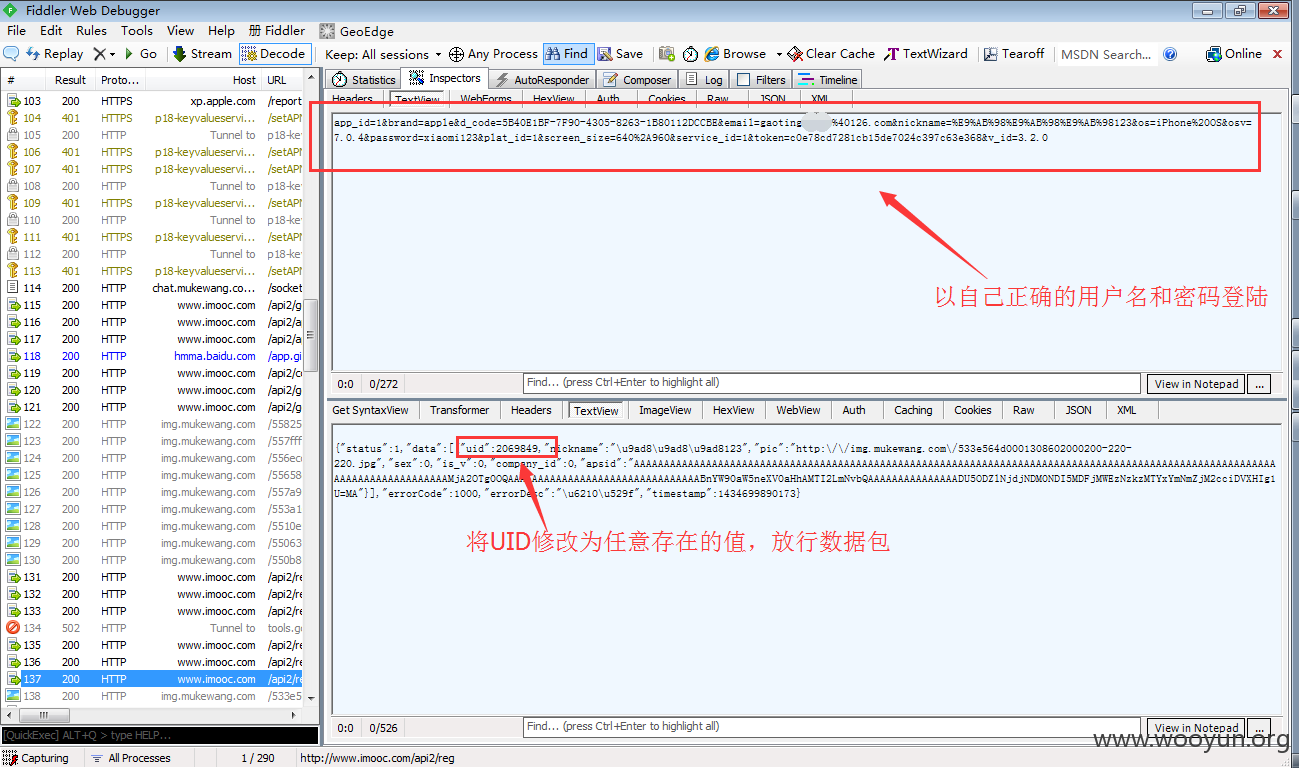 Fiddler Web Debugger
File Edit Rules Tools View Help Fiddler GeoEdge
Replay Go Stream Decode Keep: All sessions Any Process Find Save Browse Clear Cache TextWizard Tearoff MSDN Search... Online
# Result Proto... Host URL
103 200 HTTPS xp.apple.com /report
104 401 HTTPS p18-keyvalueservi... /setAPN
105 200 HTTP Tunnel to p18-key
106 401 HTTPS p18-keyvalueservi... /setAPN
107 401 HTTPS p18-keyvalueservi... /setAPN
108 200 HTTP Tunnel to p18-key
109 401 HTTPS p18-keyvalueservi... /setAPN
110 200 HTTP Tunnel to p18-key
111 401 HTTPS p18-keyvalueservi... /setAPN
112 200 HTTP Tunnel to p18-key
113 401 HTTPS p18-keyvalueservi... /setAPN
114 200 HTTP chat.mukewang.co... /socket
115 200 HTTP www.imooc.com /api2/g
116 200 HTTP www.imooc.com /api2/a
117 200 HTTP www.imooc.com /api2/a
118 200 HTTP hmma.baidu.com /app.gi
119 200 HTTP www.imooc.com /api2/c
120 200 HTTP www.imooc.com /api2/g
121 200 HTTP www.imooc.com /api2/g
122 200 HTTP img.mukewang.com /55825
123 200 HTTP img.mukewang.com /557fff
124 200 HTTP img.mukewang.com /556ec
125 200 HTTP img.mukewang.com /55658
126 200 HTTP img.mukewang.com /557a9
127 200 HTTP img.mukewang.com /553a1
128 200 HTTP img.mukewang.com /5510e
129 200 HTTP img.mukewang.com /55063
130 200 HTTP img.mukewang.com /550b8
131 200 HTTP www.imooc.com /api2/re
132 200 HTTP www.imooc.com /api2/re
133 200 HTTP www.imooc.com /api2/re
134 502 HTTP Tunnel to tools.go
135 200 HTTP www.imooc.com /api2/re
136 200 HTTP www.imooc.com /api2/re
137 200 HTTP www.imooc.com /api2/re
138 200 HTTP img.mukewang.com /533e5
[QuickExec] ALT+Q > type HELP...
Capturing All Processes 1 / 290 http://www.imooc.com/api2/reg
Statistics Inspectors AutoResponder Composer Log Filters Timeline
Headers TextView WebForms HexView Auth Cookies Raw JSON XML
app_id=1&brand=apple&d_code=5B40E1BF-7F90-4305-8263-1B80112DCCBE&email=gaoting %40126.com&nickname=%E9%AB%98%E9%AB%98%E9%AB%98123&os=iPhone%20OS&osv=
7.0.4&password=xiaomi123&plat_id=1&screen_size=640%2A960&service_id=1&token=c0e78cd7281cb15de7024c397c63e368&v_id=3.2.0
以自己正确的用户名和密码登陆
0:0 0/272 Find... (press Ctrl+Enter to highlight all) View in Notepad ...
Get SyntaxView Transformer Headers TextView ImageView HexView WebView Auth Caching Cookies Raw JSON XML
{"status":1,"data":[ "uid":2069849,"nickname":"\u9ad8\u9ad8\u9ad8123","pic":"http:\/\/img.mukewang.com\/533e564d0001308602000200-220-
220.jpg","sex":0,"is_v":0,"company_id":0,"apsid":"
U=MA"}],"errorCode":1000,"errorDesc":"\u6210\u529f","timestamp":1434699890173}
将UID修改为任意存在的值，放行数据包
0:0 0/526 Find... (press Ctrl+Enter to highlight all) View in Notepad ...
www.wooyun.org